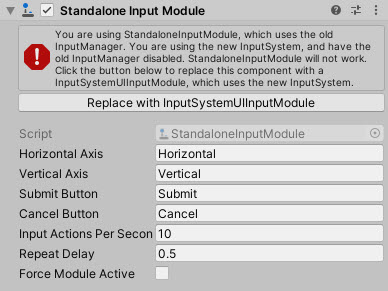 Standalone Input Module
You are using StandaloneInputModule, which uses the old
InputManager. You are using the new InputSystem, and have the
old InputManager disabled. StandaloneInputModule will not work.
Click the button below to replace this component with a
InputSystemUIInputModule, which uses the new InputSystem.
Replace with InputSystemUIInputModule
Script StandaloneInputModule
Horizontal Axis Horizontal
Vertical Axis Vertical
Submit Button Submit
Cancel Button Cancel
Input Actions Per Secon 10
Repeat Delay 0.5
Force Module Active